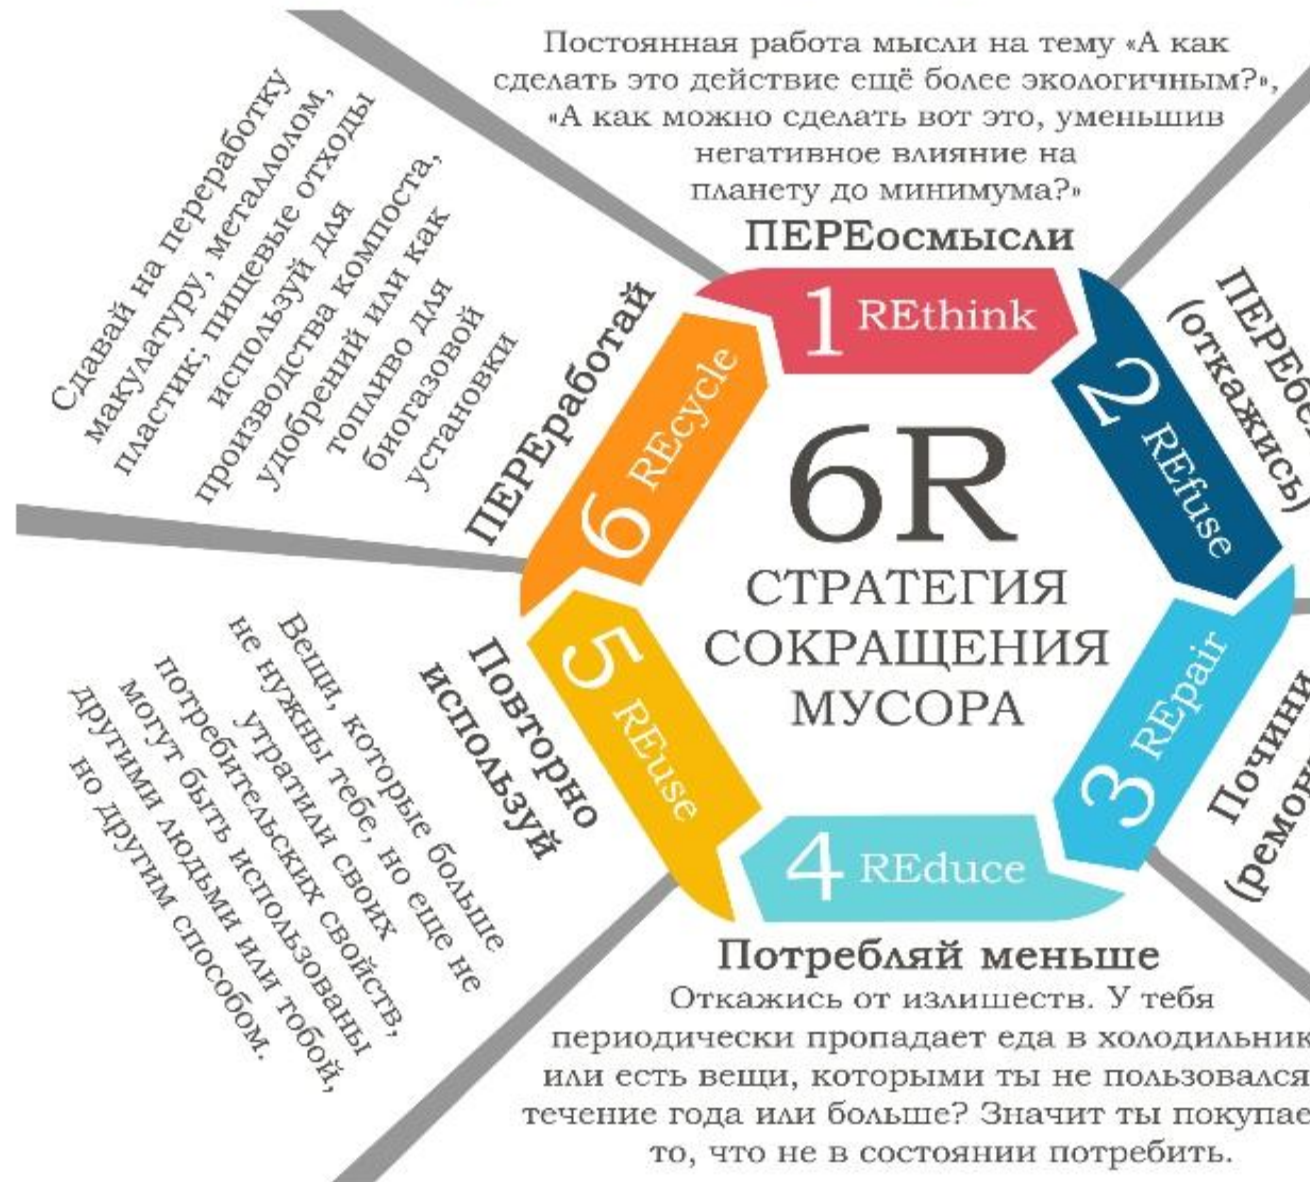 Постоянная работа мысли на тему «А как
сделать это действие ещё более экологичным?»,
«А как можно сделать вот это, уменьшив
негативное влияние на
планету до минимума?»
ПЕРЕосмысли
1 REthink
2 REfuse
(откажись)
3 REpair
Почини
4 REduce
Потребляй меньше
Откажись от излишеств. У тебя
периодически пропадает еда в холодильник
или есть вещи, которыми ты не пользовался
течение года или больше? Значит ты покупае
то, что не в состоянии потребить.
5 REuse
Повторно
используй
Вещи, которые больше
не нужны тебе, но еще не
утратили своих
потребительских свойств,
могут быть использованы
другими людьми или тобой,
но другим способом.
6 REcycle
ПЕРЕработай
Сдавай на переработку
макулатуру, металлолом,
пластик; пищевые отходы
используй для
производства компоста,
удобрений или как
топливо для
биогазовой
установки
6R
СТРАТЕГИЯ
СОКРАЩЕНИЯ
МУСОРА